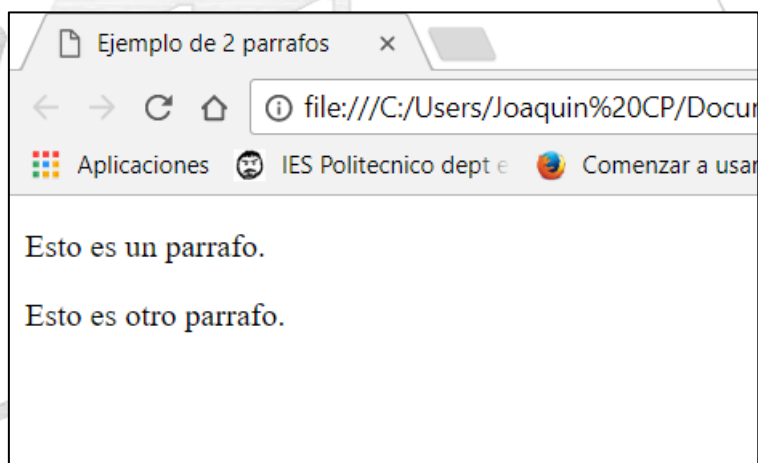 Ejemplo de 2 parrafos
file:///C:/Users/Joaquin%20CP/Docu
Aplicaciones IES Politecnico dept e Comenzar a usar
Esto es un parrafo.
Esto es otro parrafo.